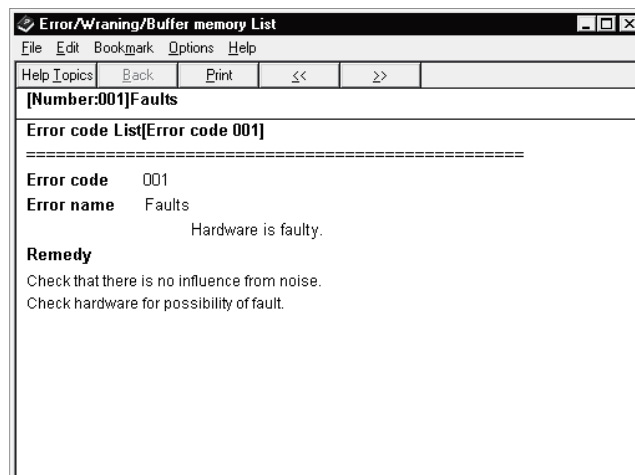 Error/Wraning/Buffer memory List
File Edit Bookmark Options Help
Help Topics Back Print << >>
[Number:001]Faults
Error code List[Error code 001]
==================================================
Error code 001
Error name Faults
Hardware is faulty.
Remedy
Check that there is no influence from noise.
Check hardware for possibility of fault.